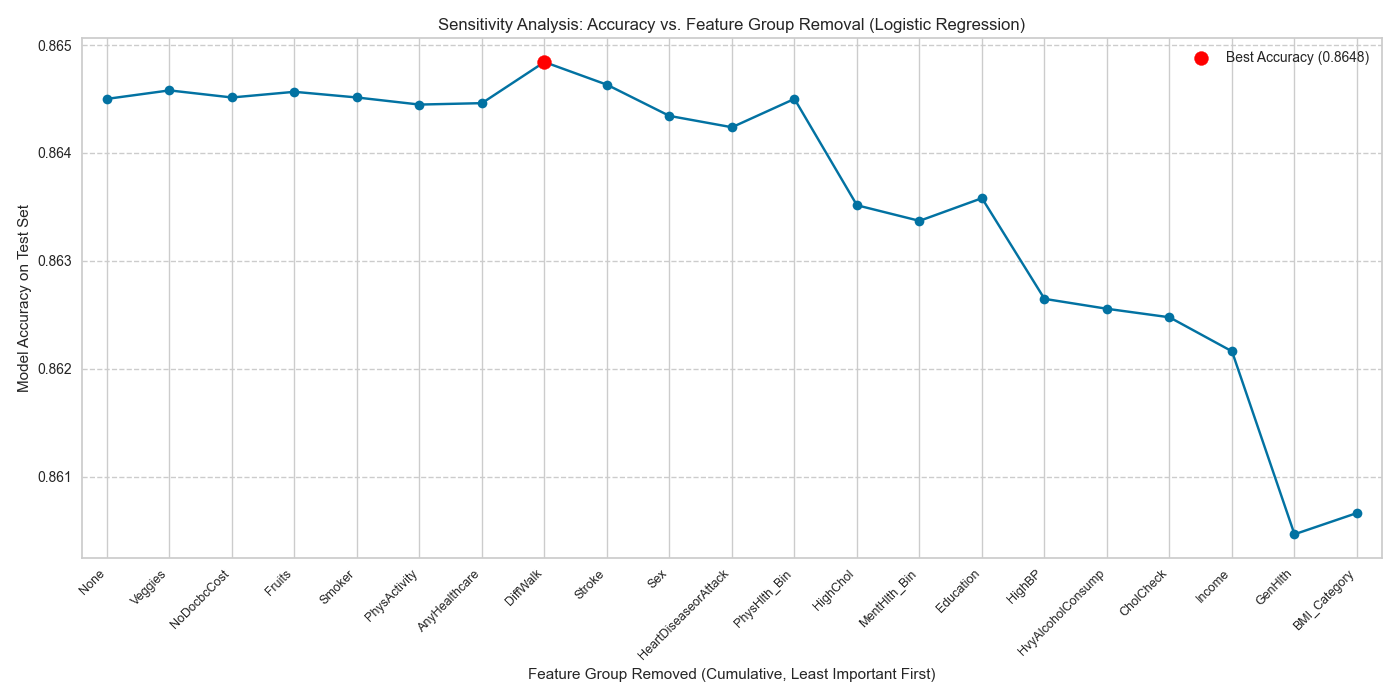 Sensitivity Analysis: Accuracy vs. Feature Group Removal (Logistic Regression)
Best Accuracy (0.8648)
Model Accuracy on Test Set
0.865
0.864
0.863
0.862
0.861
None
Veggies
NoDocbcCost
Fruits
Smoker
PhysActivity
AnyHealthcare
DiffWalk
Stroke
Sex
HeartDiseaseorAttack
PhysHlth_Bin
HighChol
MentHlth_Bin
Education
HighBP
HvyAlcoholConsump
CholCheck
Income
GenHlth
BMI_Category
Feature Group Removed (Cumulative, Least Important First)